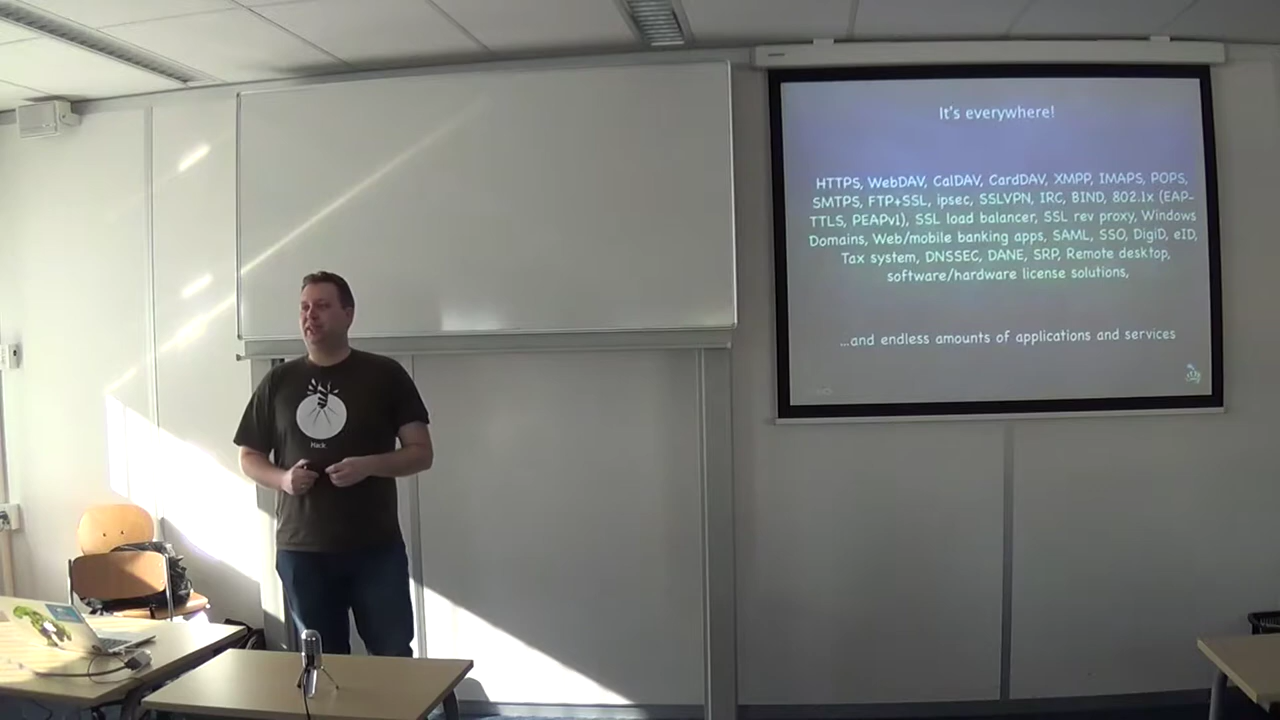 It's everywhere!
HTTPS, WebDAV, CalDAV, CardDAV, XMPP, IMAPS, POPS,
SMTPS, FTP+SSL, ipsec, SSLVPN, IRC, BIND, 802.1x (EAP-
TTLS, PEAPv1), SSL load balancer, SSL rev proxy, Windows
Domains, Web/mobile banking apps, SAML, SSO, DigiD, eID,
Tax system, DNSSEC, DANE, SRP, Remote desktop,
software/hardware license solutions,
...and endless amounts of applications and services
Hack